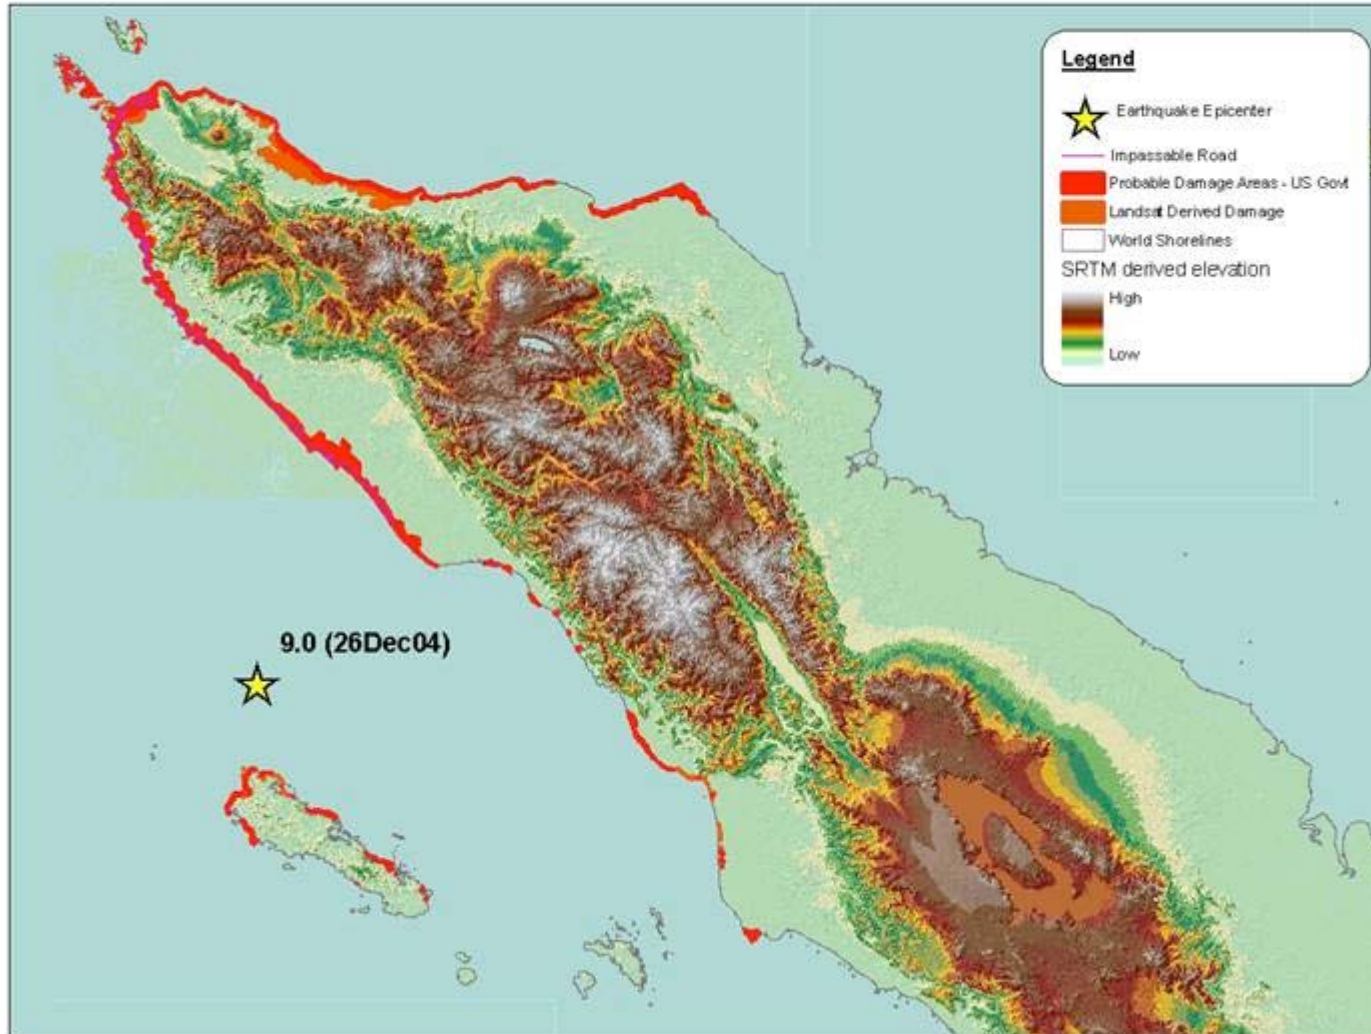 Legend
Earthquake Epicenter
Impassable Road
Probable Damage Areas - US Govt
Landsat Derived Damage
World Shorelines
SRTM derived elevation
High
Low
9.0 (26Dec04)